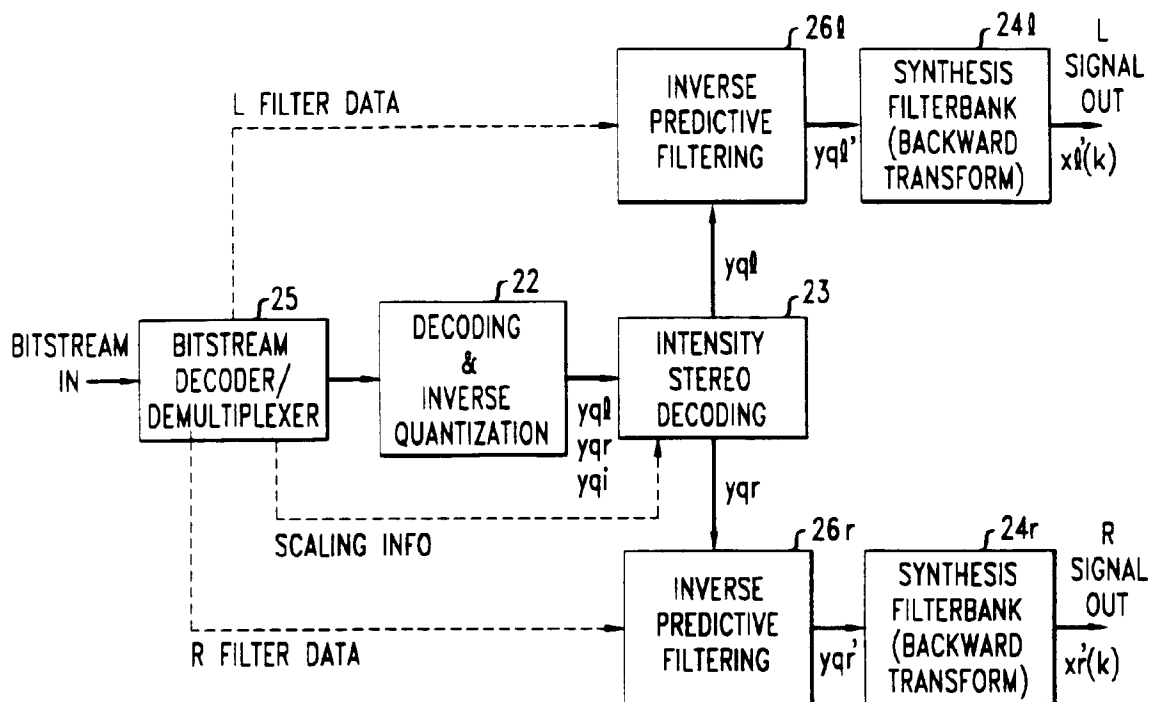 26ℓ
INVERSE
PREDICTIVE
FILTERING
24ℓ
SYNTHESIS
FILTERBANK
(BACKWARD
TRANSFORM)
L
SIGNAL
OUT
xℓ'(k)
yqℓ'
L FILTER DATA
yqℓ
BITSTREAM
IN
25
BITSTREAM
DECODER/
DEMULTIPLEXER
22
DECODING
&
INVERSE
QUANTIZATION
yqℓ
yqr
yqi
23
INTENSITY
STEREO
DECODING
yqr
SCALING INFO
R FILTER DATA
26r
INVERSE
PREDICTIVE
FILTERING
yqr'
24r
SYNTHESIS
FILTERBANK
(BACKWARD
TRANSFORM)
R
SIGNAL
OUT
xr'(k)